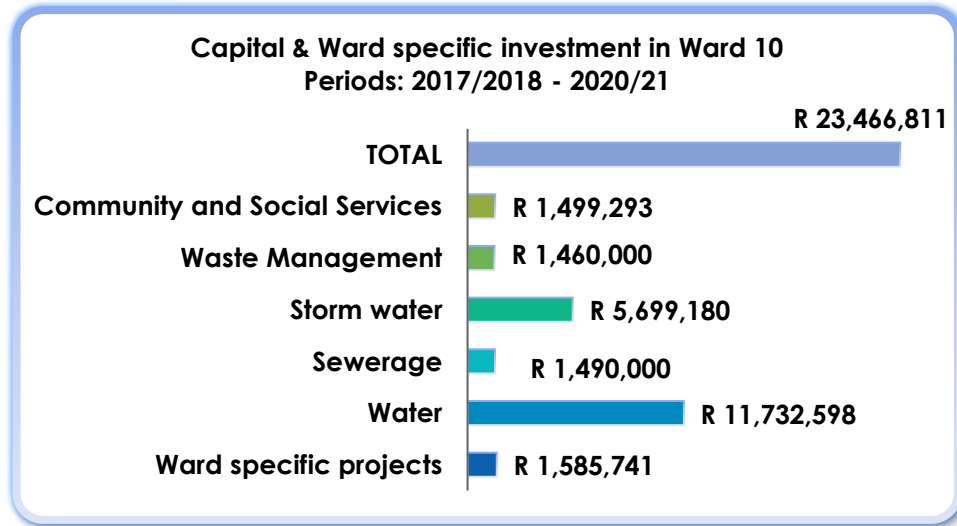 Capital & Ward specific investment in Ward 10
Periods: 2017/2018 - 2020/21
R 23,466,811
TOTAL
Community and Social Services R 1,499,293
Waste Management R 1,460,000
Storm water R 5,699,180
Sewerage R 1,490,000
Water R 11,732,598
Ward specific projects R 1,585,741